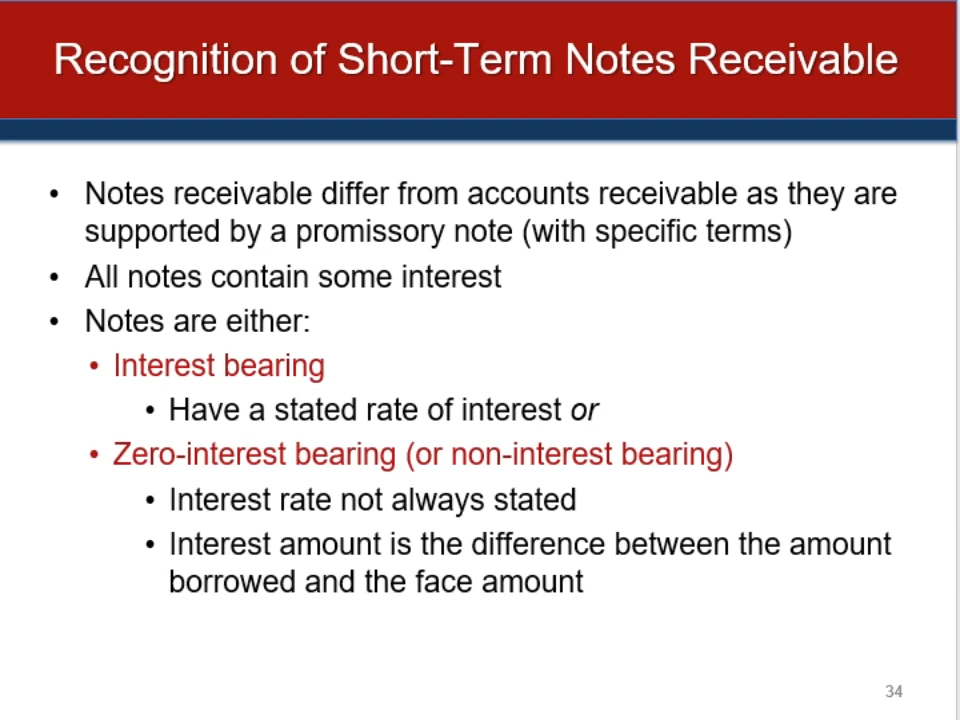 Recognition of Short-Term Notes Receivable
• Notes receivable differ from accounts receivable as they are
supported by a promissory note (with specific terms)
• All notes contain some interest
• Notes are either:
• Interest bearing
• Have a stated rate of interest or
• Zero-interest bearing (or non-interest bearing)
• Interest rate not always stated
• Interest amount is the difference between the amount
borrowed and the face amount
34